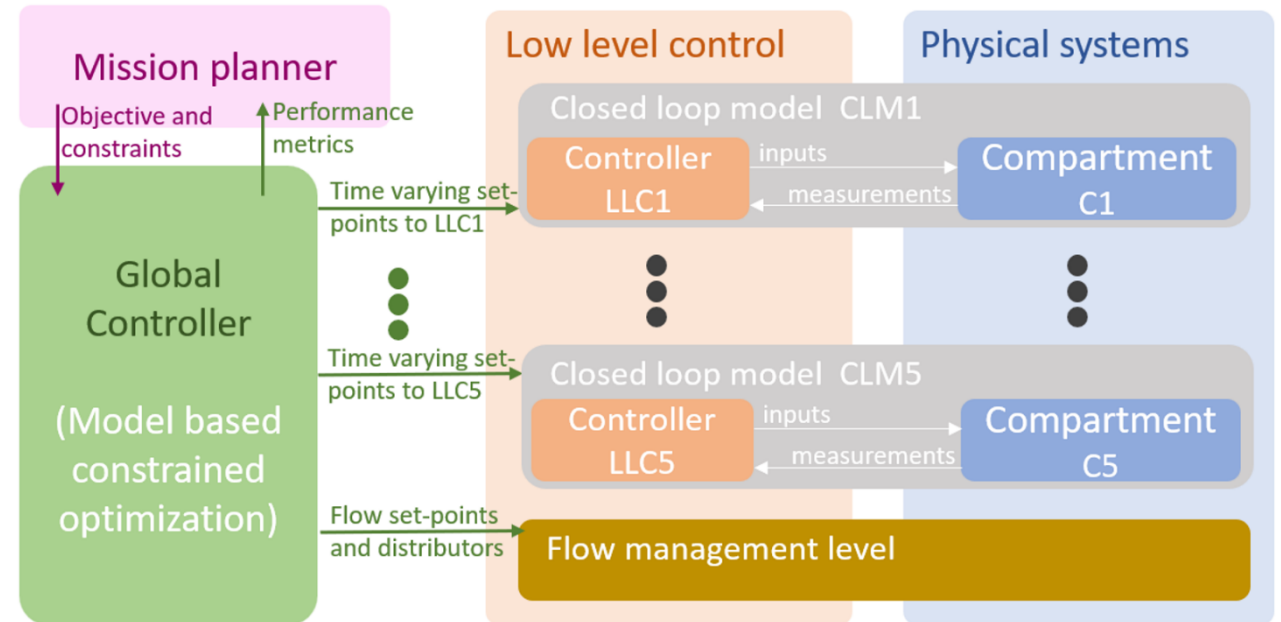 Mission planner
Objective and
constraints
Performance
metrics
Global
Controller
(Model based
constrained
optimization)
Time varying set-
points to LLC1
Time varying set-
points to LLC5
Flow set-points
and distributors
Low level control
Physical systems
Closed loop model CLM1
Controller
LLC1
inputs
measurements
Compartment
C1
Closed loop model CLM5
Controller
LLC5
inputs
measurements
Compartment
C5
Flow management level